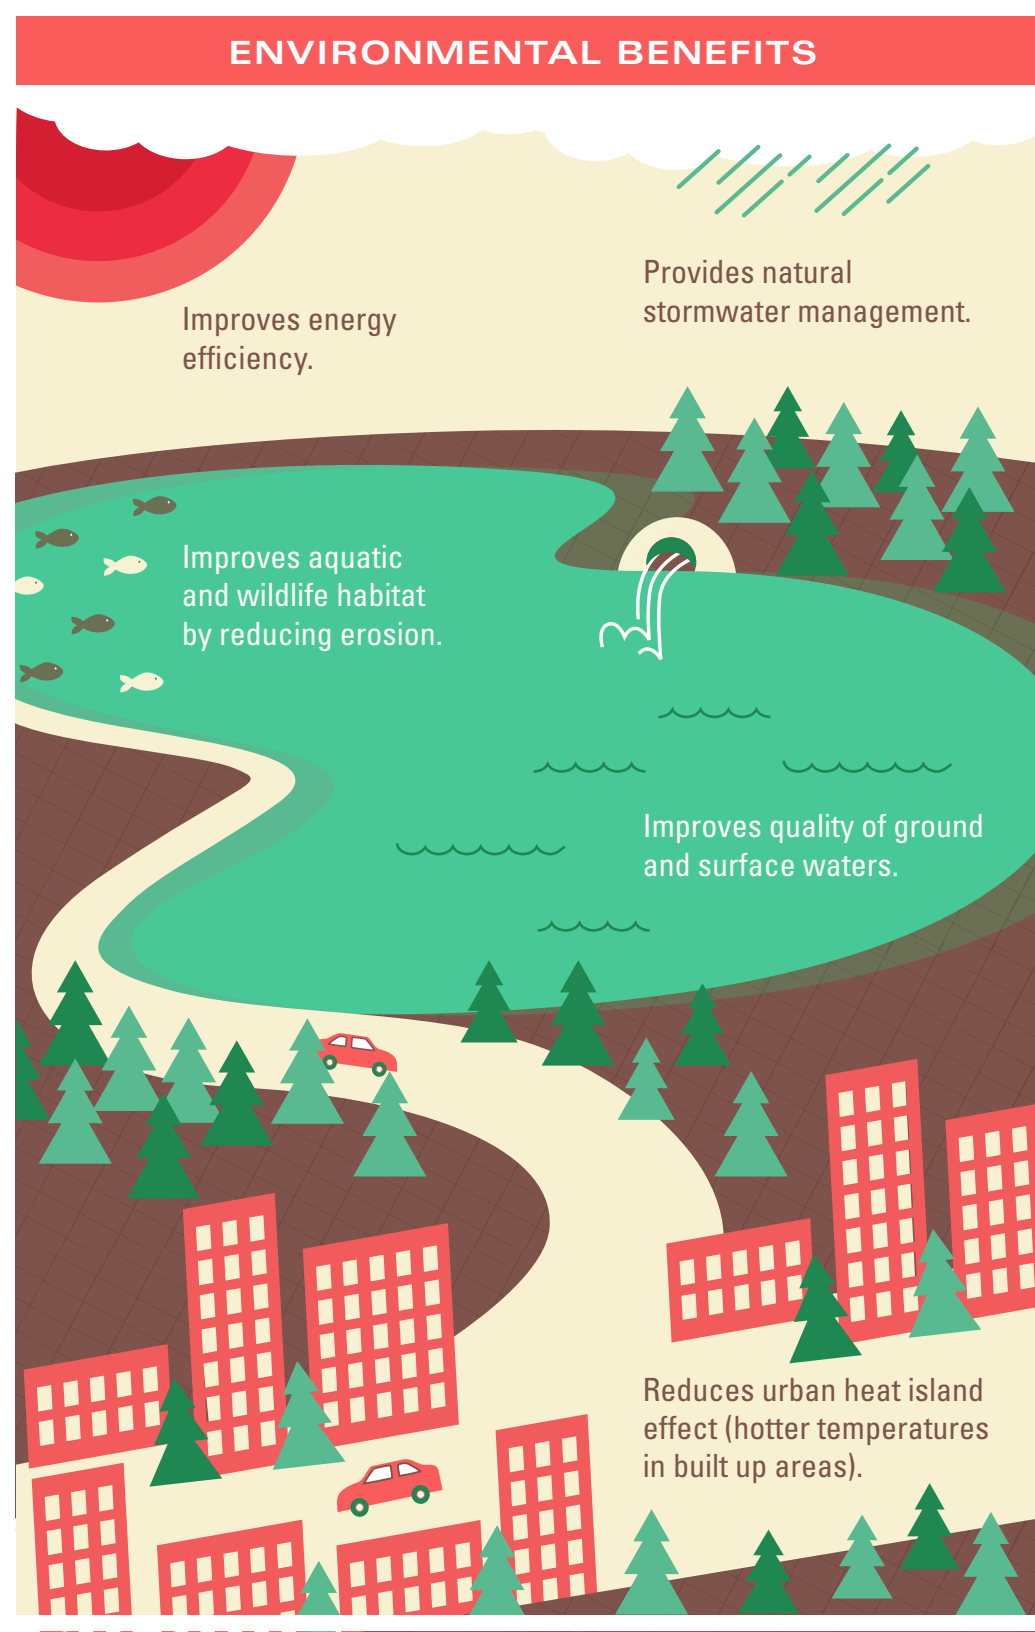 ENVIRONMENTAL BENEFITS
Improves energy
efficiency.
Provides natural
stormwater management.
Improves aquatic
and wildlife habitat
by reducing erosion.
Improves quality of ground
and surface waters.
Reduces urban heat island
effect (hotter temperatures
in built up areas).